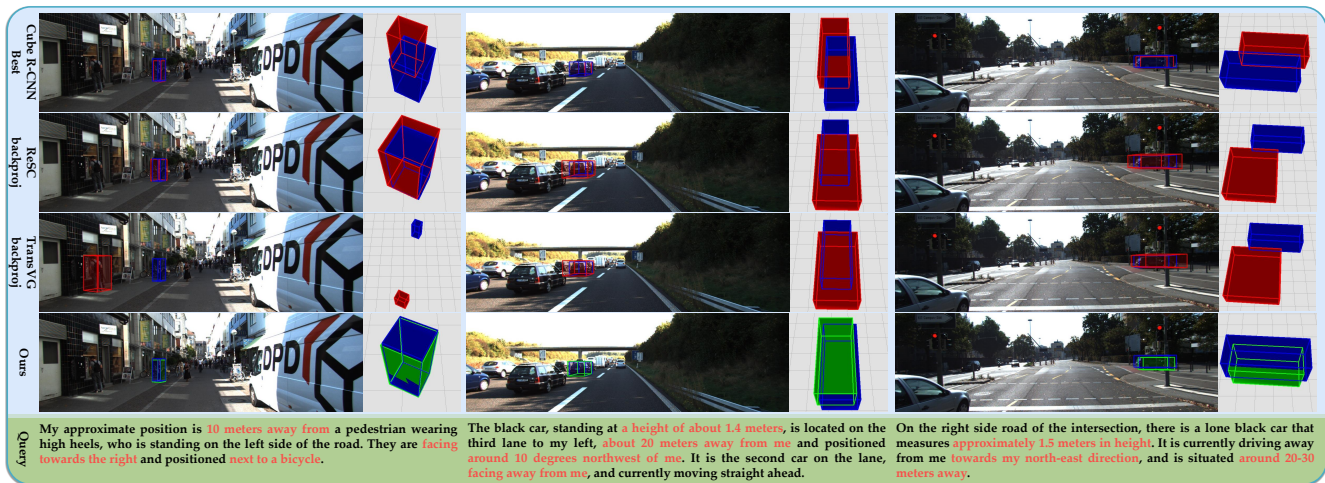 Cube R-CNN
Best
ReSC
backproj
TransVG
backproj
Ours
DPD
DPD
DPD
DPD
Query
My approximate position is 10 meters away from a pedestrian wearing
high heels, who is standing on the left side of the road. They are facing
towards the right and positioned next to a bicycle.
The black car, standing at a height of about 1.4 meters, is located on the
third lane to my left, about 20 meters away from me and positioned
around 10 degrees northwest of me. It is the second car on the lane,
facing away from me, and currently moving straight ahead.
On the right side road of the intersection, there is a lone black car that
measures approximately 1.5 meters in height. It is currently driving away
from me towards my north-east direction, and is situated around 20-30
meters away.